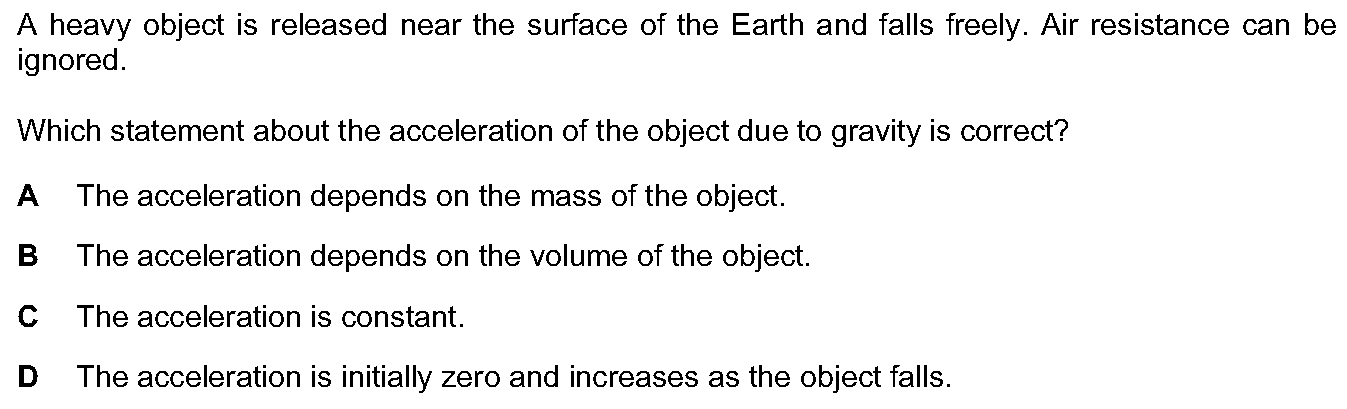 A heavy object is released near the surface of the Earth and falls freely. Air resistance can be
ignored.
Which statement about the acceleration of the object due to gravity is correct?
A The acceleration depends on the mass of the object.
B The acceleration depends on the volume of the object.
C The acceleration is constant.
D The acceleration is initially zero and increases as the object falls.